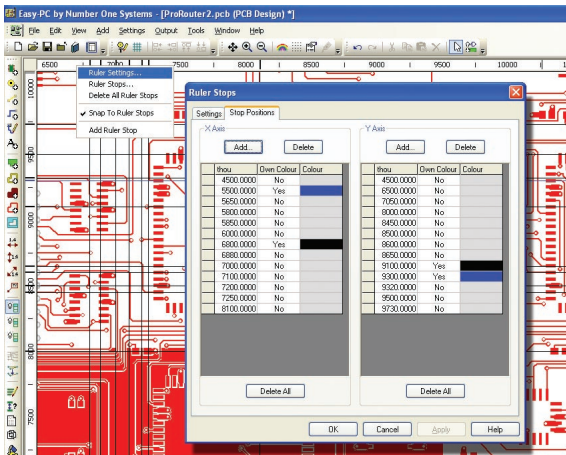 Easy-PC by Number One Systems - [ProRouter2.pcb (PCB Design) *]
File Edit View Add Settings Output Tools Window Help
6500 7000 7500 8000 8500 9000 9500 10000
Ruler Settings...
Ruler Stops...
Delete All Ruler Stops
Snap To Ruler Stops
Add Ruler Stop
10000
9500
9000
8500
8000
7500
Ruler Stops
Settings Stop Positions
X Axis Y Axis
Add... Delete Add... Delete
thou Own Colour Colour thou Own Colour Colour
4500.0000 No 4500.0000 No
5500.0000 Yes 6500.0000 No
5650.0000 No 7050.0000 No
5800.0000 No 8000.0000 No
5850.0000 No 8450.0000 No
6000.0000 No 8500.0000 No
6800.0000 Yes 8600.0000 No
6880.0000 No 8650.0000 No
7000.0000 No 9100.0000 Yes
7100.0000 No 9300.0000 Yes
7200.0000 No 9320.0000 No
7250.0000 No 9500.0000 No
8100.0000 No 9730.0000 No
Delete All Delete All
OK Cancel Apply Help